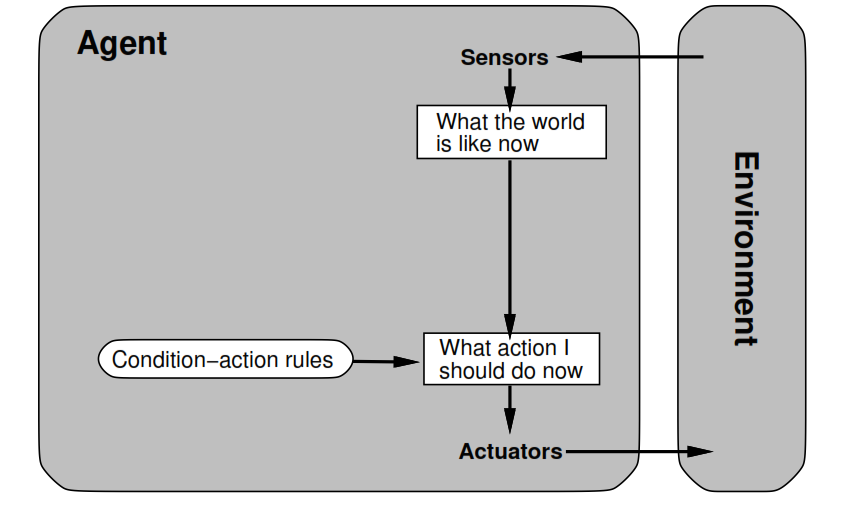 Agent
Sensors
What the world
is like now
Environment
Condition–action rules
What action I
should do now
Actuators